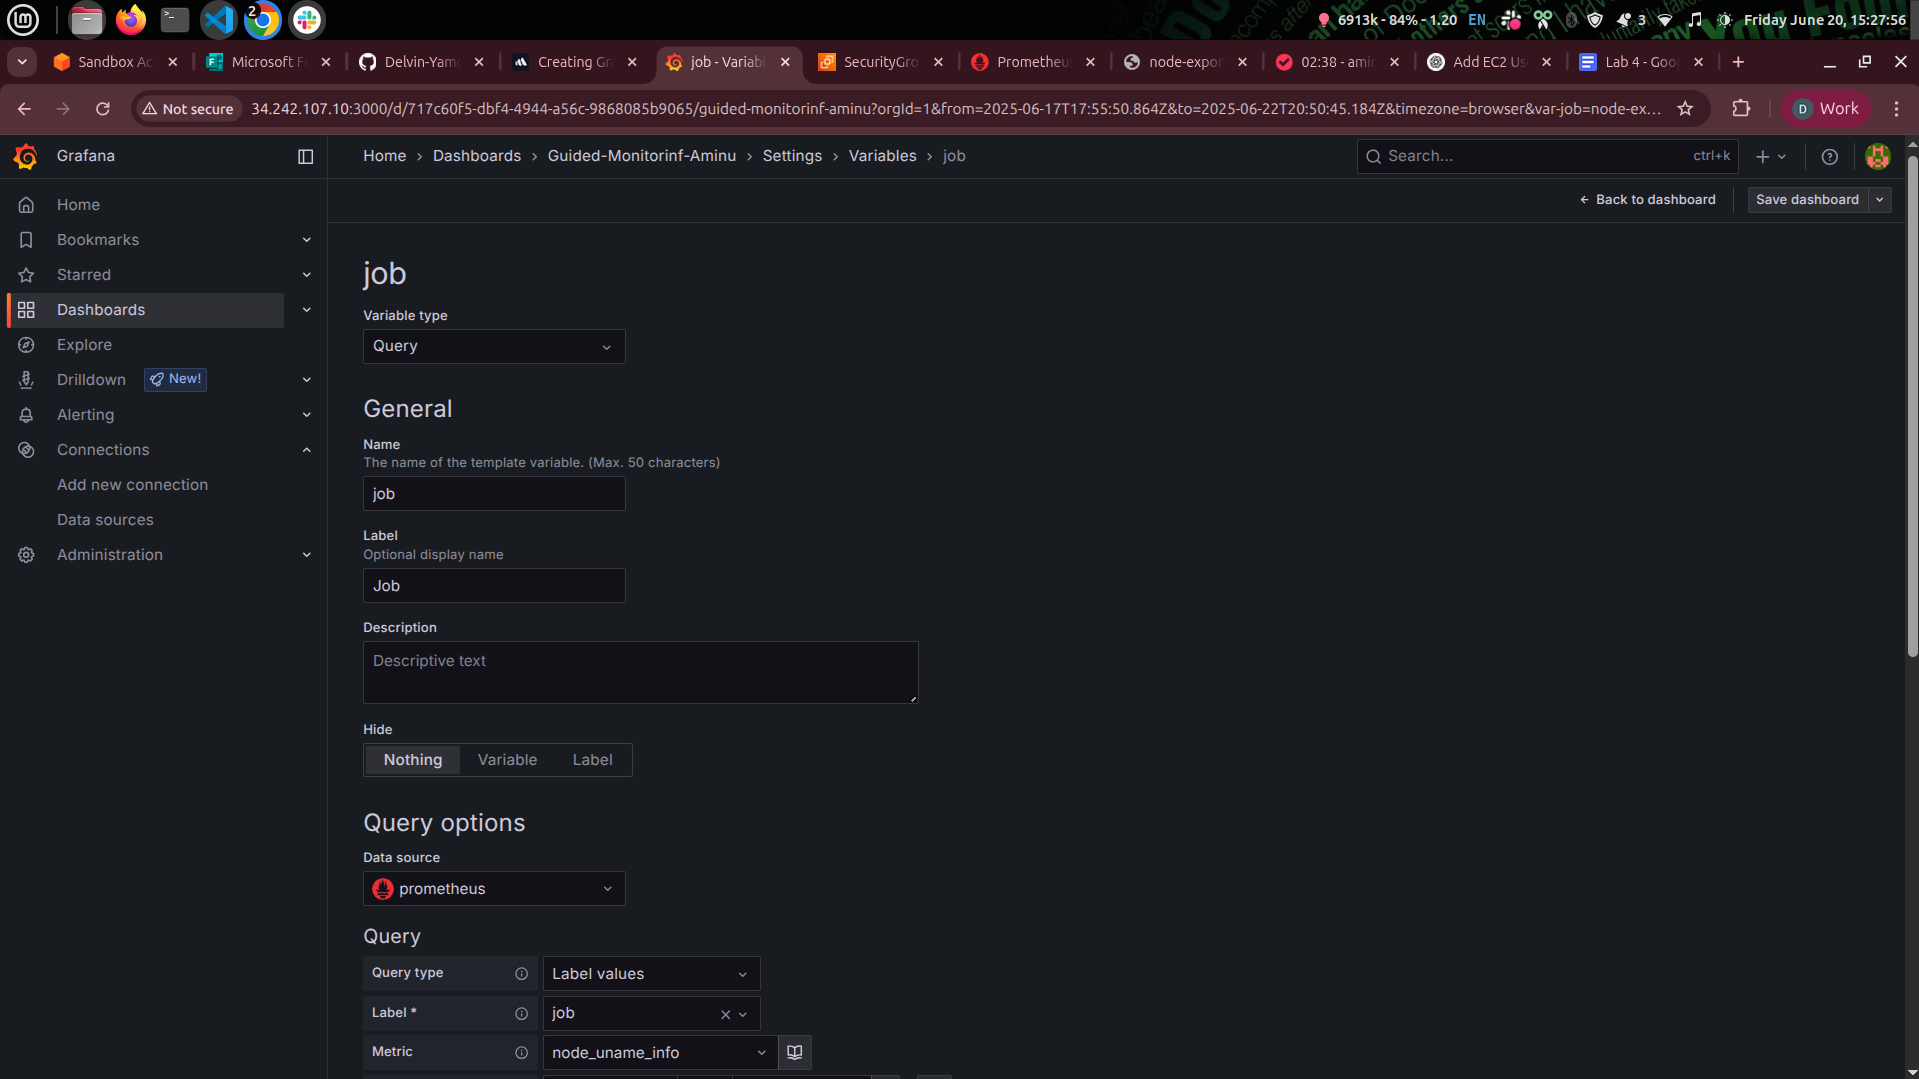 6913k - 84% - 1.20 EN 3 Friday June 20, 15:27:56
2
Sandbox Ac
Microsoft Fo
Delvin-Yam
Creating Gr
job - Variabl
SecurityGro
Prometheus
node-expor
02:38 - amin
Add EC2 Us
Lab 4 - Goo
Not secure
34.242.107.10:3000/d/717c60f5-dbf4-4944-a56c-9868085b9065/guided-monitorinf-aminu?orgId=1&from=2025-06-17T17:55:50.864Z&to=2025-06-22T20:50:45.184Z&timezone=browser&var-job=node-ex...
D Work
Grafana
Home › Dashboards › Guided-Monitorinf-Aminu › Settings › Variables › job
Search...
ctrl+k
Home
Bookmarks
Starred
Dashboards
Explore
Drilldown New!
Alerting
Connections
Add new connection
Data sources
Administration
← Back to dashboard
Save dashboard
job
Variable type
Query
General
Name
The name of the template variable. (Max. 50 characters)
job
Label
Optional display name
Job
Description
Descriptive text
Hide
Nothing Variable Label
Query options
Data source
prometheus
Query
Query type Label values
Label * job
Metric node_uname_info